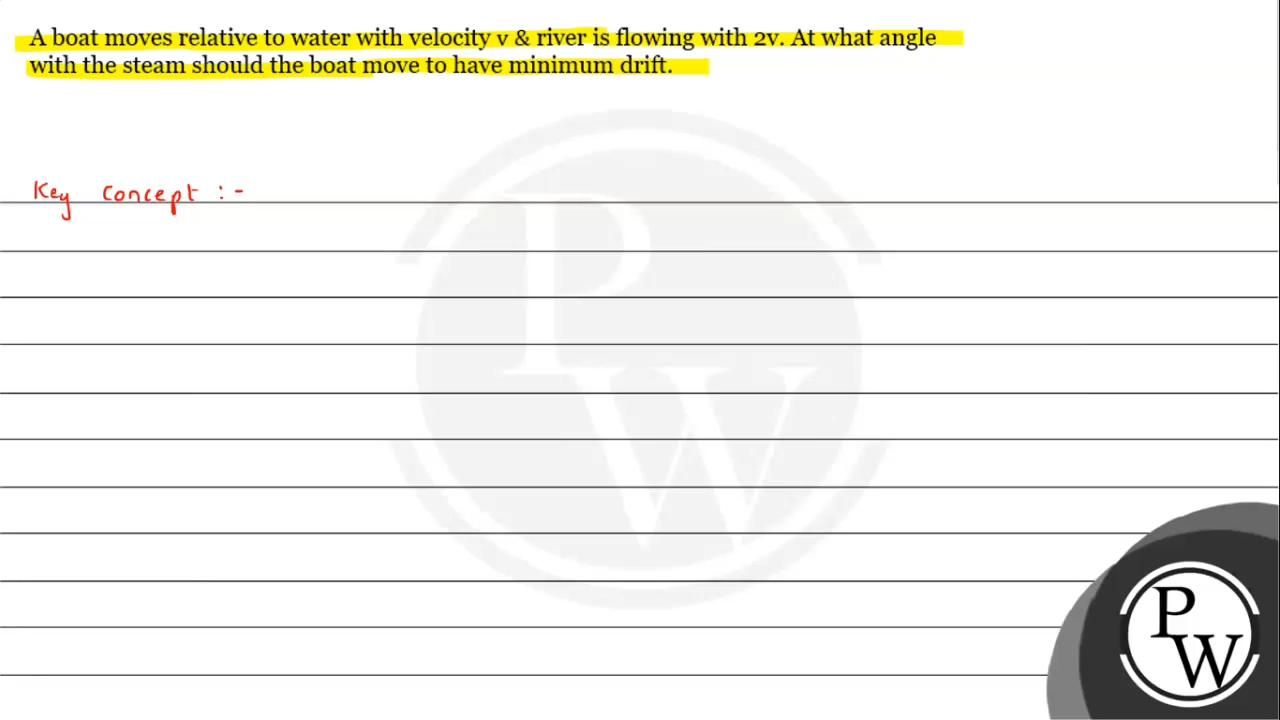 A boat moves relative to water with velocity v & river is flowing with 2v. At what angle
with the steam should the boat move to have minimum drift.
Key concept :-
P
W
P
W